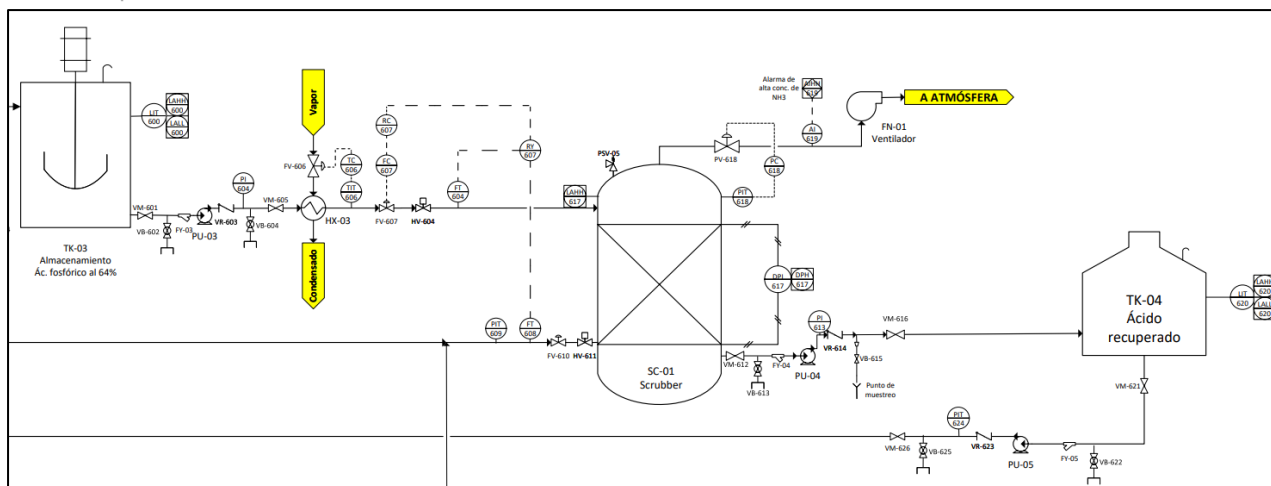 LAHH
600
LIT
600
LALL
600
VM-601
VB-602
FY-03
PU-03
PI
604
VR-603
VB-604
VM-605
TK-03
Almacenamiento
Ác. fosfórico al 64%
Vapor
FV-606
TC
606
TIT
606
HX-03
Condensado
RC
607
FC
607
FV-607
HV-604
FT
604
RY
607
PIT
609
FT
608
FV-610
HV-611
LAHH
617
PSV-05
SC-01
Scrubber
PV-618
PC
618
PIT
618
Alarma de
alta conc. de
NH3
AIHH
619
AI
619
FN-01
Ventilador
A ATMÓSFERA
DPI
617
DPH
617
VM-612
VB-613
FY-04
PU-04
PI
613
VR-614
VB-615
Punto de
muestreo
VM-616
TK-04
Ácido
recuperado
LIT
620
LAHH
620
LALL
620
VM-621
VB-622
FY-05
PU-05
VR-623
PIT
624
VB-625
VM-626